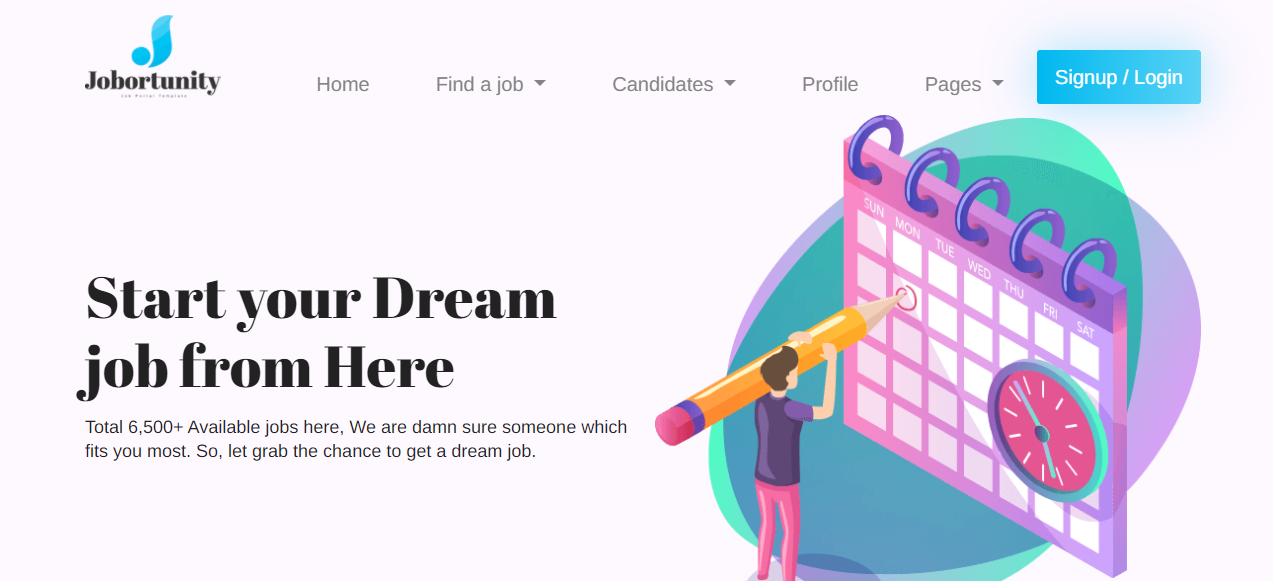 Jobortunity
Job Portal Template
Home
Find a job
Candidates
Profile
Pages
Signup / Login
Start your Dream
job from Here
Total 6,500+ Available jobs here, We are damn sure someone which
fits you most. So, let grab the chance to get a dream job.
SUN
MON
TUE
WED
THU
FRI
SAT